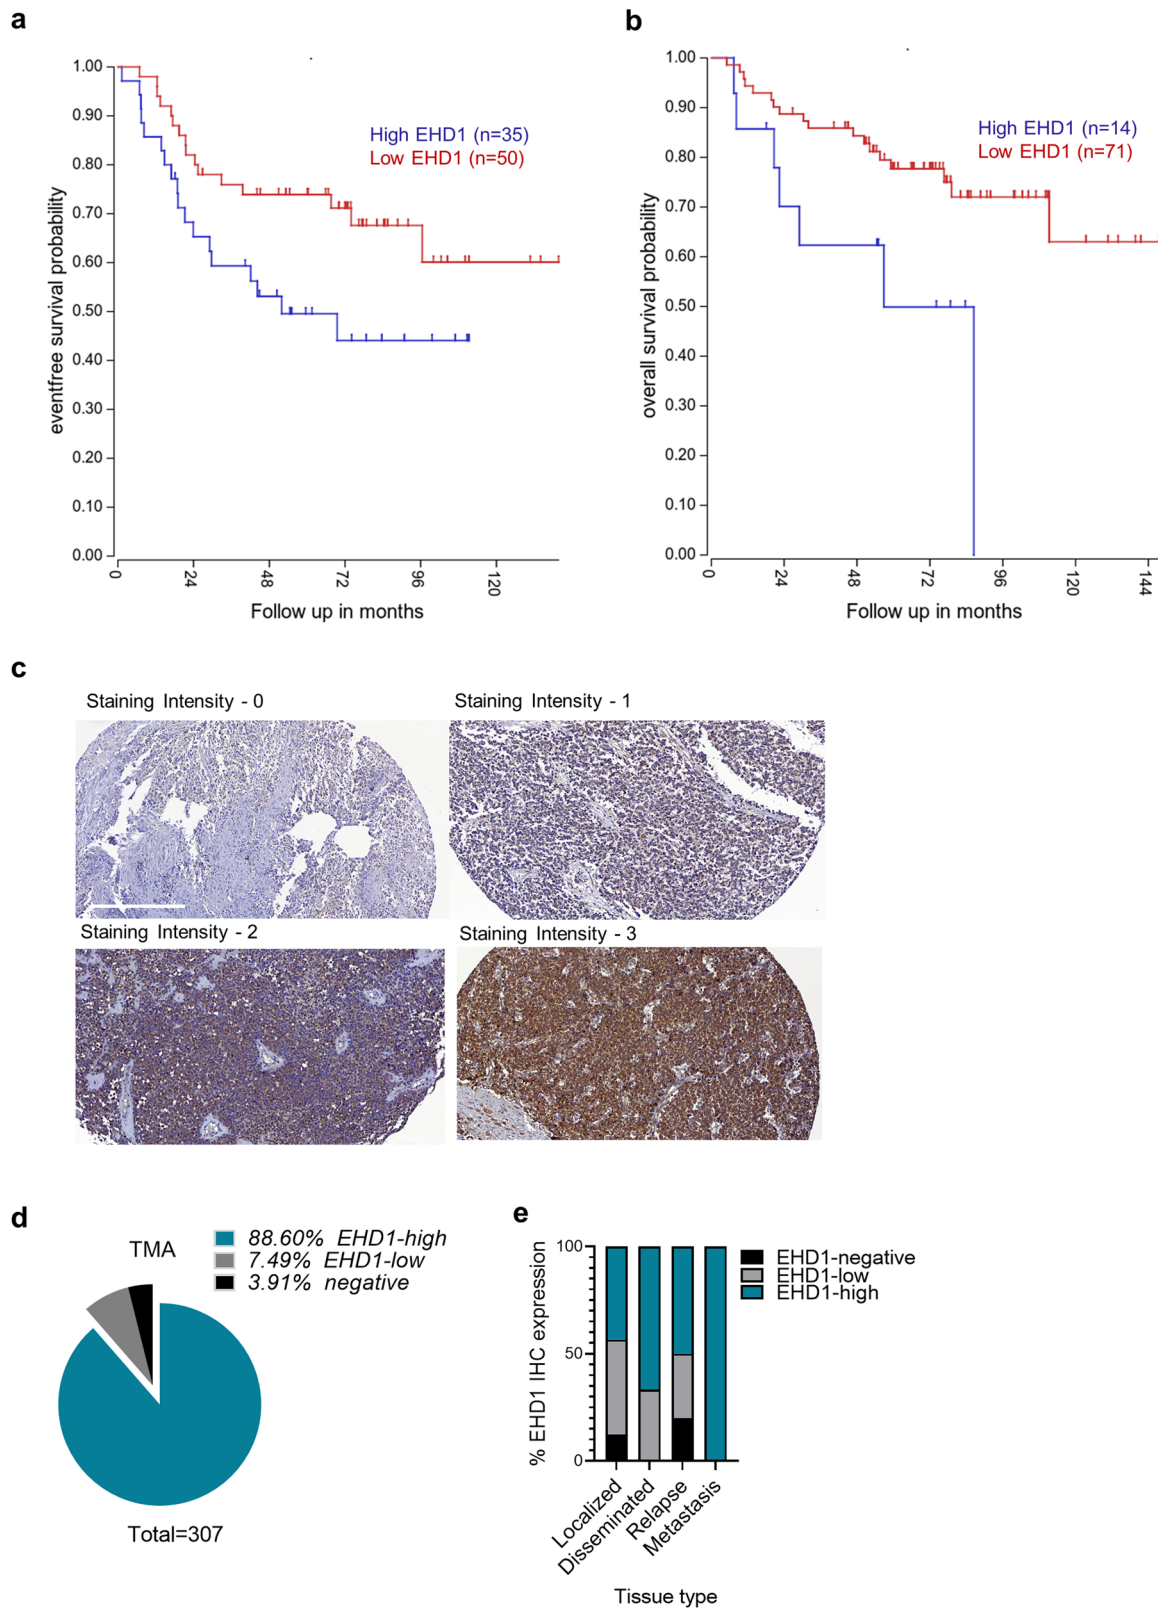 a
1.00
0.90
0.80
0.70
0.60
0.50
0.40
0.30
0.20
0.10
0.00
eventfree survival probability
High EHD1 (n=35)
Low EHD1 (n=50)
0
24
48
72
96
120
Follow up in months
b
1.00
0.90
0.80
0.70
0.60
0.50
0.40
0.30
0.20
0.10
0.00
overall survival probability
High EHD1 (n=14)
Low EHD1 (n=71)
0
24
48
72
96
120
144
Follow up in months
c
Staining Intensity - 0
Staining Intensity - 1
Staining Intensity - 2
Staining Intensity - 3
d
TMA
88.60% EHD1-high
7.49% EHD1-low
3.91% negative
Total=307
e
% EHD1 IHC expression
100
50
0
EHD1-negative
EHD1-low
EHD1-high
Localized
Disseminated
Relapse
Metastasis
Tissue type